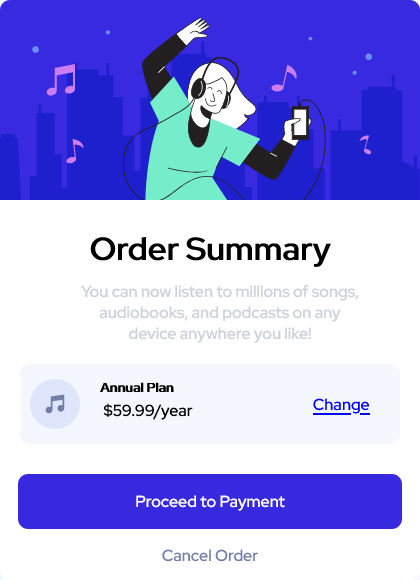 Order Summary
You can now listen to millions of songs,
audiobooks, and podcasts on any
device anywhere you like!
Annual Plan
$59.99/year
Change
Proceed to Payment
Cancel Order